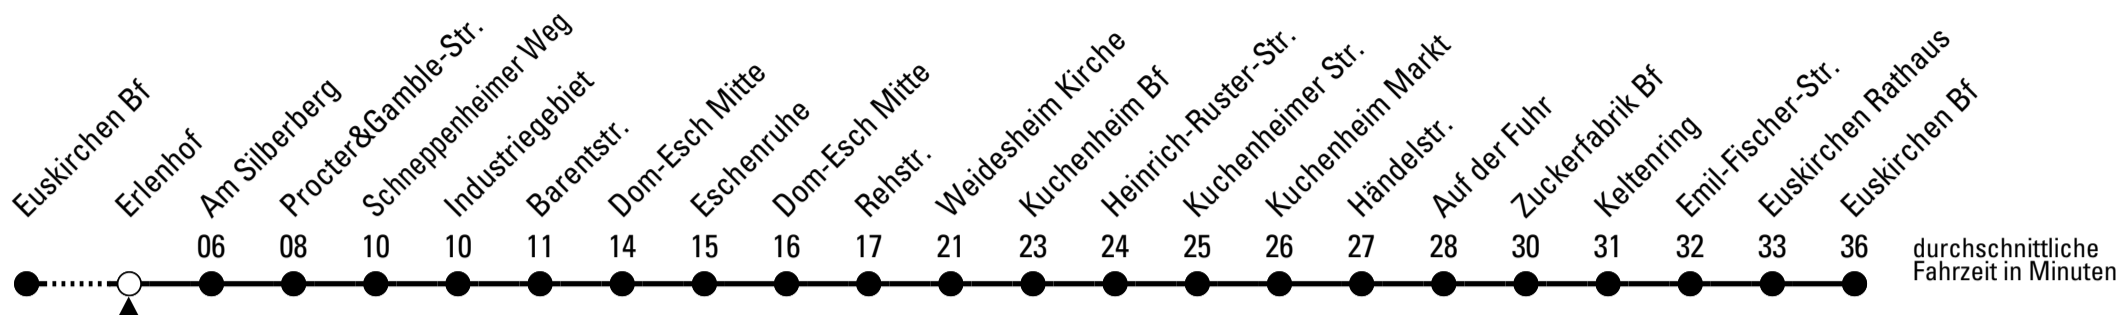 Euskirchen Bf
Erlenhof
Am Silberberg
Procter&Gamble-Str.
Schneppenheimer Weg
Industriegebiet
Barentstr.
Dom-Esch Mitte
Eschenruhe
Dom-Esch Mitte
Rehstr.
Weidesheim Kirche
Kuchenheim Bf
Heinrich-Ruster-Str.
Kuchenheimer Str.
Kuchenheim Markt
Händelstr.
Auf der Fuhr
Zuckerfabrik Bf
Keltenring
Emil-Fischer-Str.
Euskirchen Rathaus
Euskirchen Bf
06 08 10 10 11 14 15 16 17 21 23 24 25 26 27 28 30 31 32 33 36
durchschnittliche
Fahrzeit in Minuten